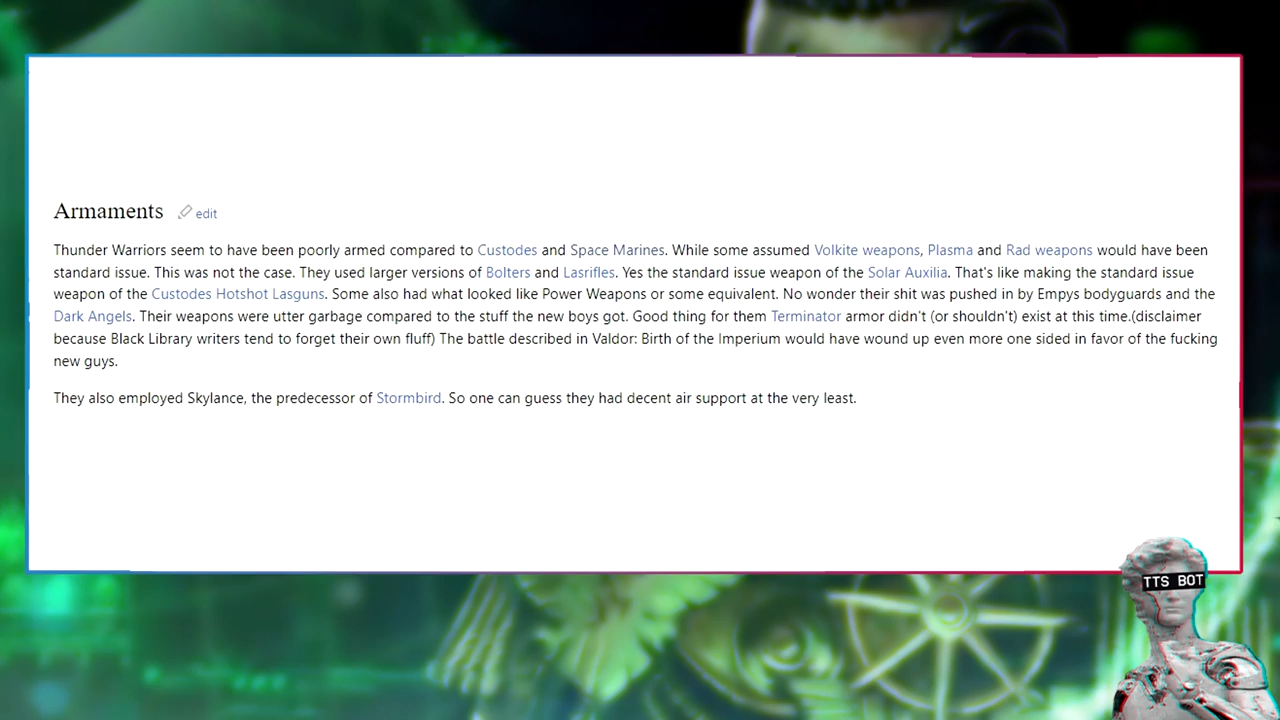 Armaments edit
Thunder Warriors seem to have been poorly armed compared to Custodes and Space Marines. While some assumed Volkite weapons, Plasma and Rad weapons would have been
standard issue. This was not the case. They used larger versions of Bolters and Lasrifles. Yes the standard issue weapon of the Solar Auxilia. That's like making the standard issue
weapon of the Custodes Hotshot Lasguns. Some also had what looked like Power Weapons or some equivalent. No wonder their shit was pushed in by Empys bodyguards and the
Dark Angels. Their weapons were utter garbage compared to the stuff the new boys got. Good thing for them Terminator armor didn't (or shouldn't) exist at this time.(disclaimer
because Black Library writers tend to forget their own fluff) The battle described in Valdor: Birth of the Imperium would have wound up even more one sided in favor of the fucking
new guys.
They also employed Skylance, the predecessor of Stormbird. So one can guess they had decent air support at the very least.
TTS BOT